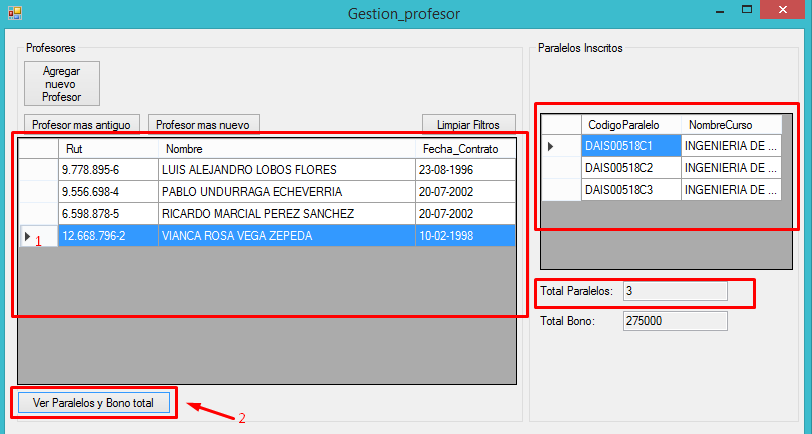 Gestion_profesor
Profesores
Agregar
nuevo
Profesor
Profesor mas antiguo
Profesor mas nuevo
Limpiar Filtros
Rut Nombre Fecha_Contrato
9.778.895-6 LUIS ALEJANDRO LOBOS FLORES 23-08-1996
9.556.698-4 PABLO UNDURRAGA ECHEVERRIA 20-07-2002
6.598.878-5 RICARDO MARCIAL PEREZ SANCHEZ 20-07-2002
1 12.668.796-2 VIANCA ROSA VEGA ZEPEDA 10-02-1998
Ver Paralelos y Bono total
2
Paralelos Inscritos
CodigoParalelo NombreCurso
DAIS00518C1 INGENIERIA DE ...
DAIS00518C2 INGENIERIA DE ...
DAIS00518C3 INGENIERIA DE ...
Total Paralelos: 3
Total Bono: 275000